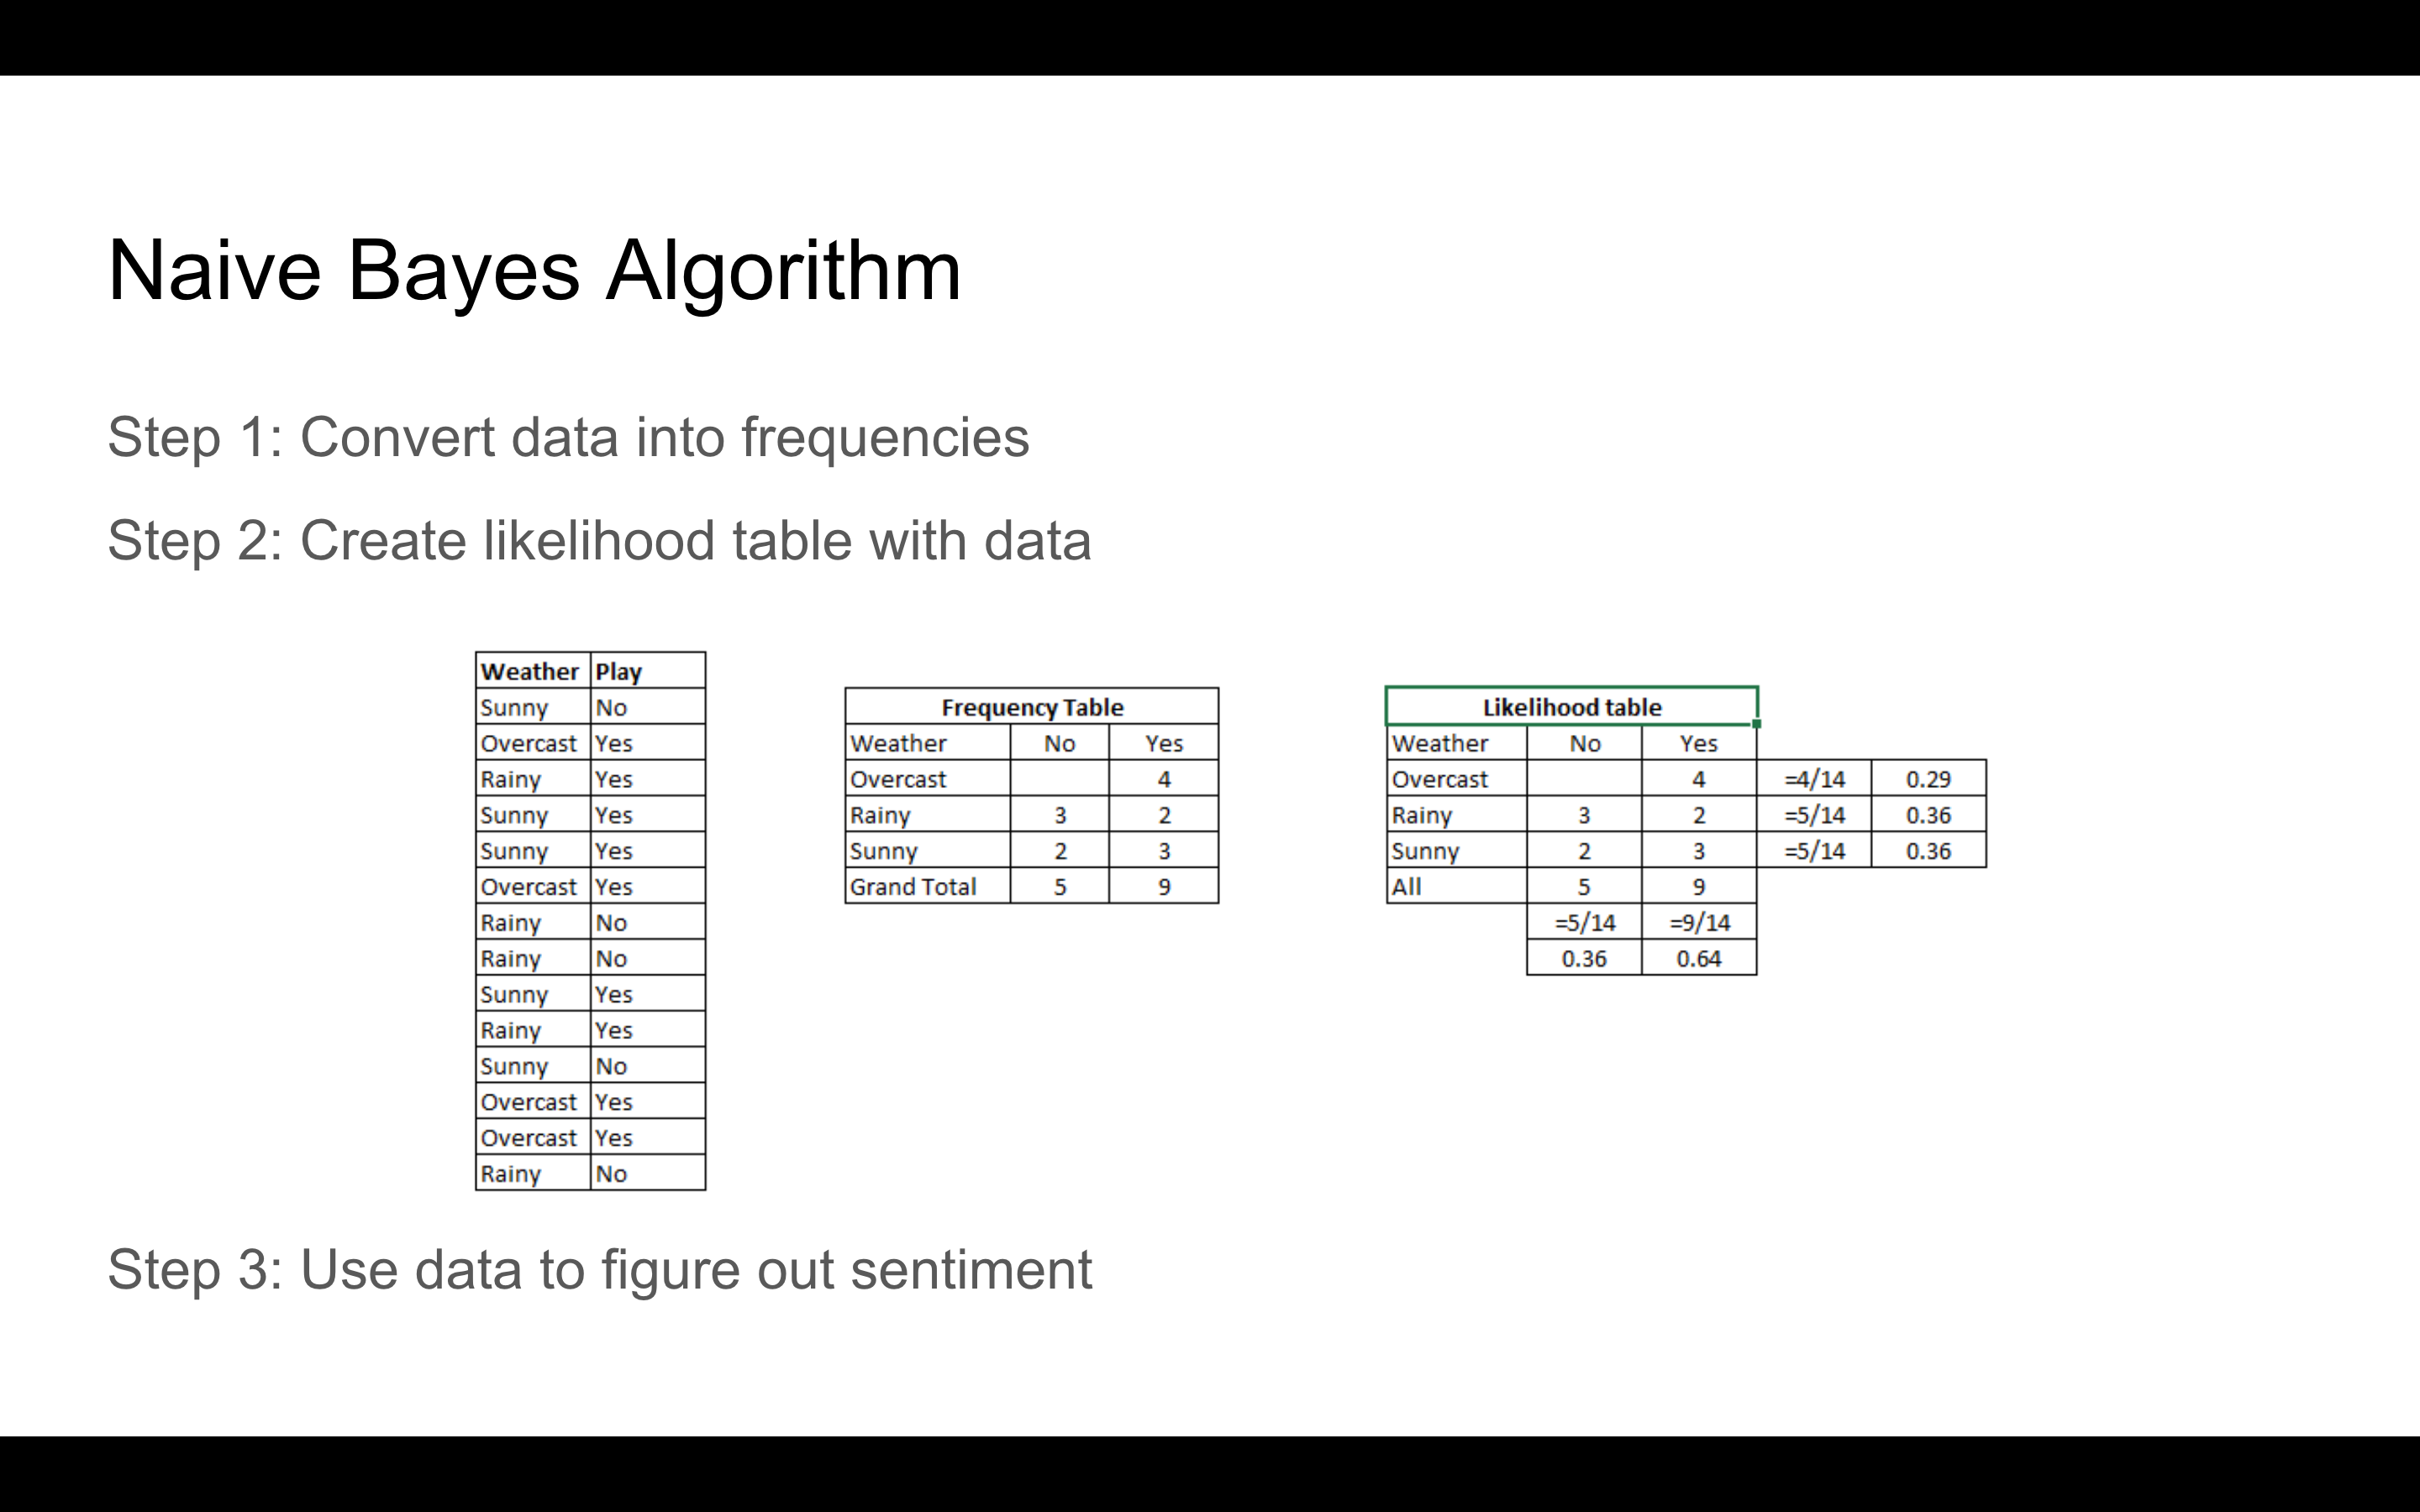 Naive Bayes Algorithm
Step 1: Convert data into frequencies
Step 2: Create likelihood table with data
Weather Play
Sunny No
Overcast Yes
Rainy Yes
Sunny Yes
Sunny Yes
Overcast Yes
Rainy No
Rainy No
Sunny Yes
Rainy Yes
Sunny No
Overcast Yes
Overcast Yes
Rainy No
Frequency Table
Weather No Yes
Overcast 4
Rainy 3 2
Sunny 2 3
Grand Total 5 9
Likelihood table
Weather No Yes
Overcast 4 =4/14 0.29
Rainy 3 2 =5/14 0.36
Sunny 2 3 =5/14 0.36
All 5 9
=5/14 =9/14
0.36 0.64
Step 3: Use data to figure out sentiment